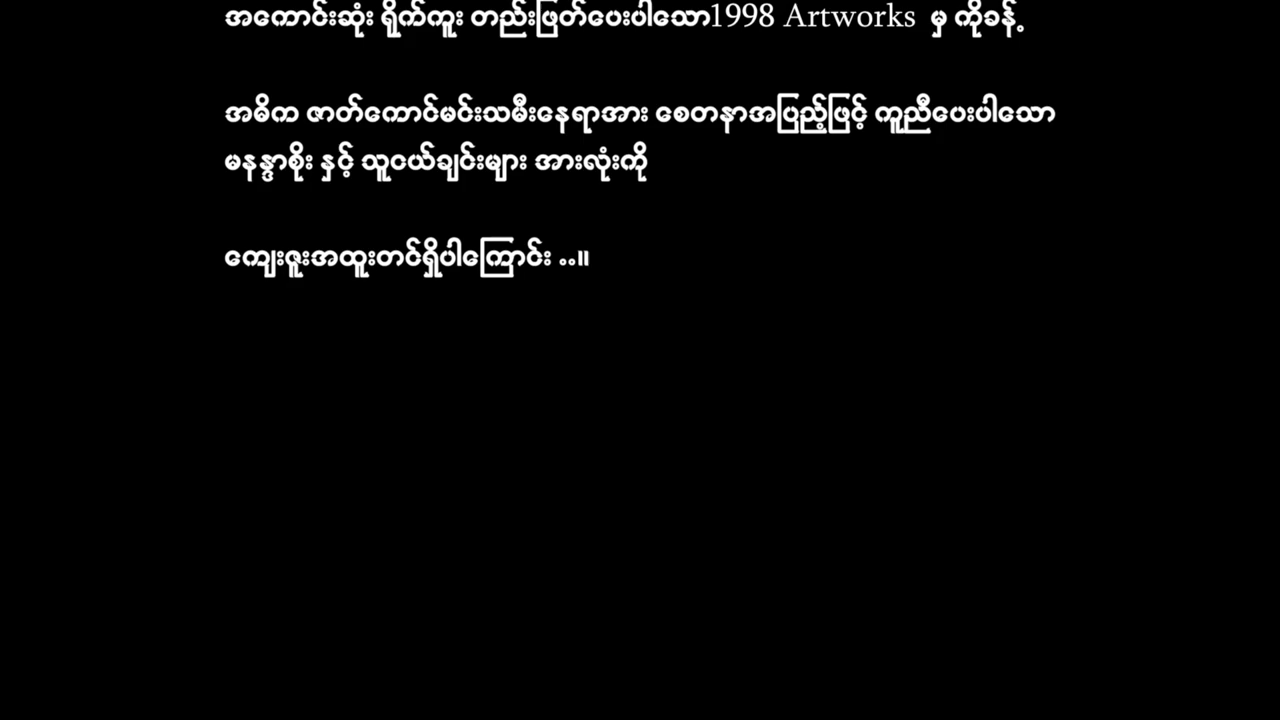 အကောင်းဆုံး ရိုက်ကူး တည်းဖြတ်ပေးပါသော1998 Artworks မှ ကိုခန့်
အဓိက ဇာတ်ကောင်မင်းသမီးနေရာအား စေတနာအပြည့်ဖြင့် ကူညီပေးပါသော
မနန္ဒာစိုး နှင့် သူငယ်ချင်းများ အားလုံးကို
ကျေးဇူးအထူးတင်ရှိပါကြောင်း ..။